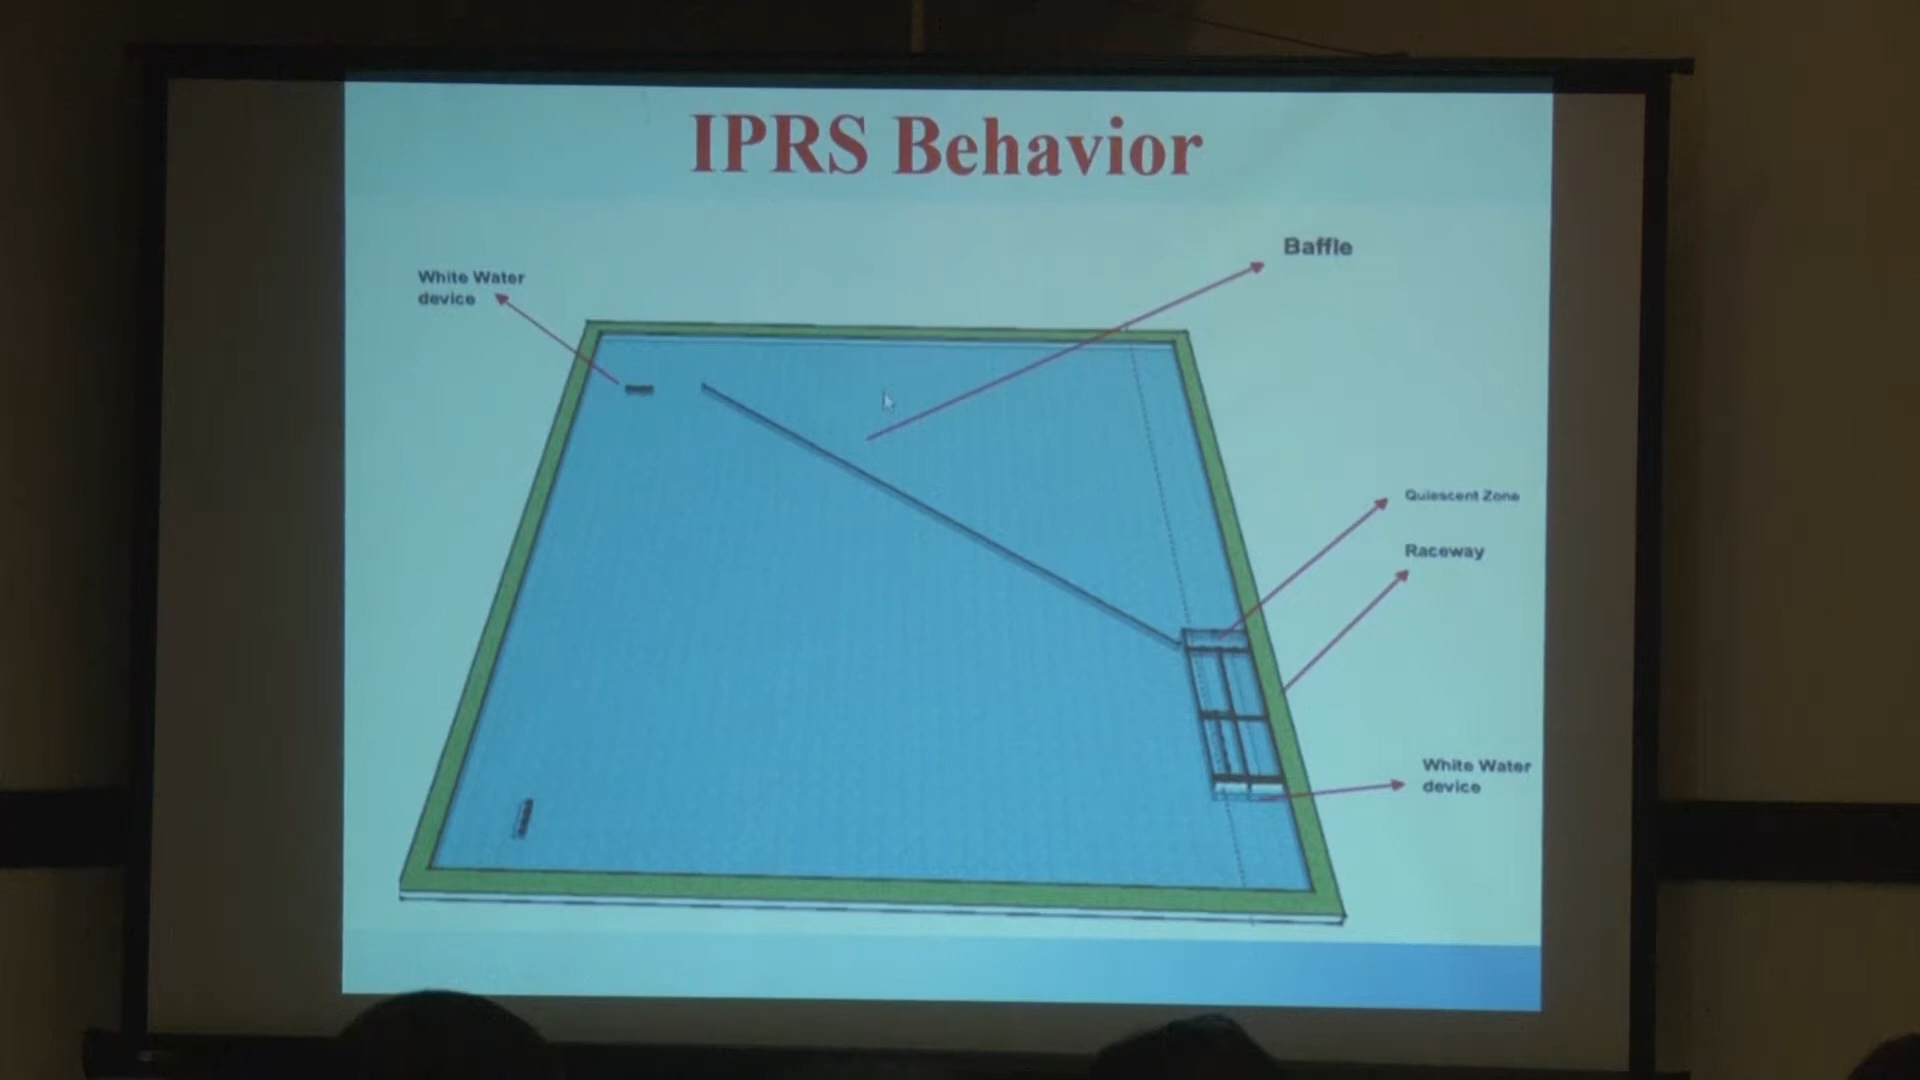 IPRS Behavior
Baffle
White Water
device
Quiescent Zone
Raceway
White Water
device